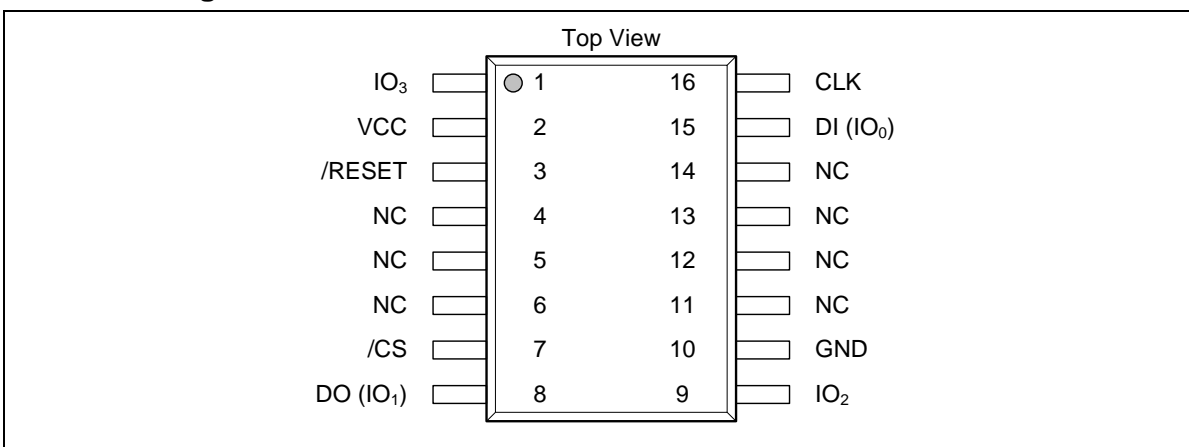 Top View
IO₃ 1 16 CLK
VCC 2 15 DI (IO₀)
/RESET 3 14 NC
NC 4 13 NC
NC 5 12 NC
NC 6 11 NC
/CS 7 10 GND
DO (IO₁) 8 9 IO₂